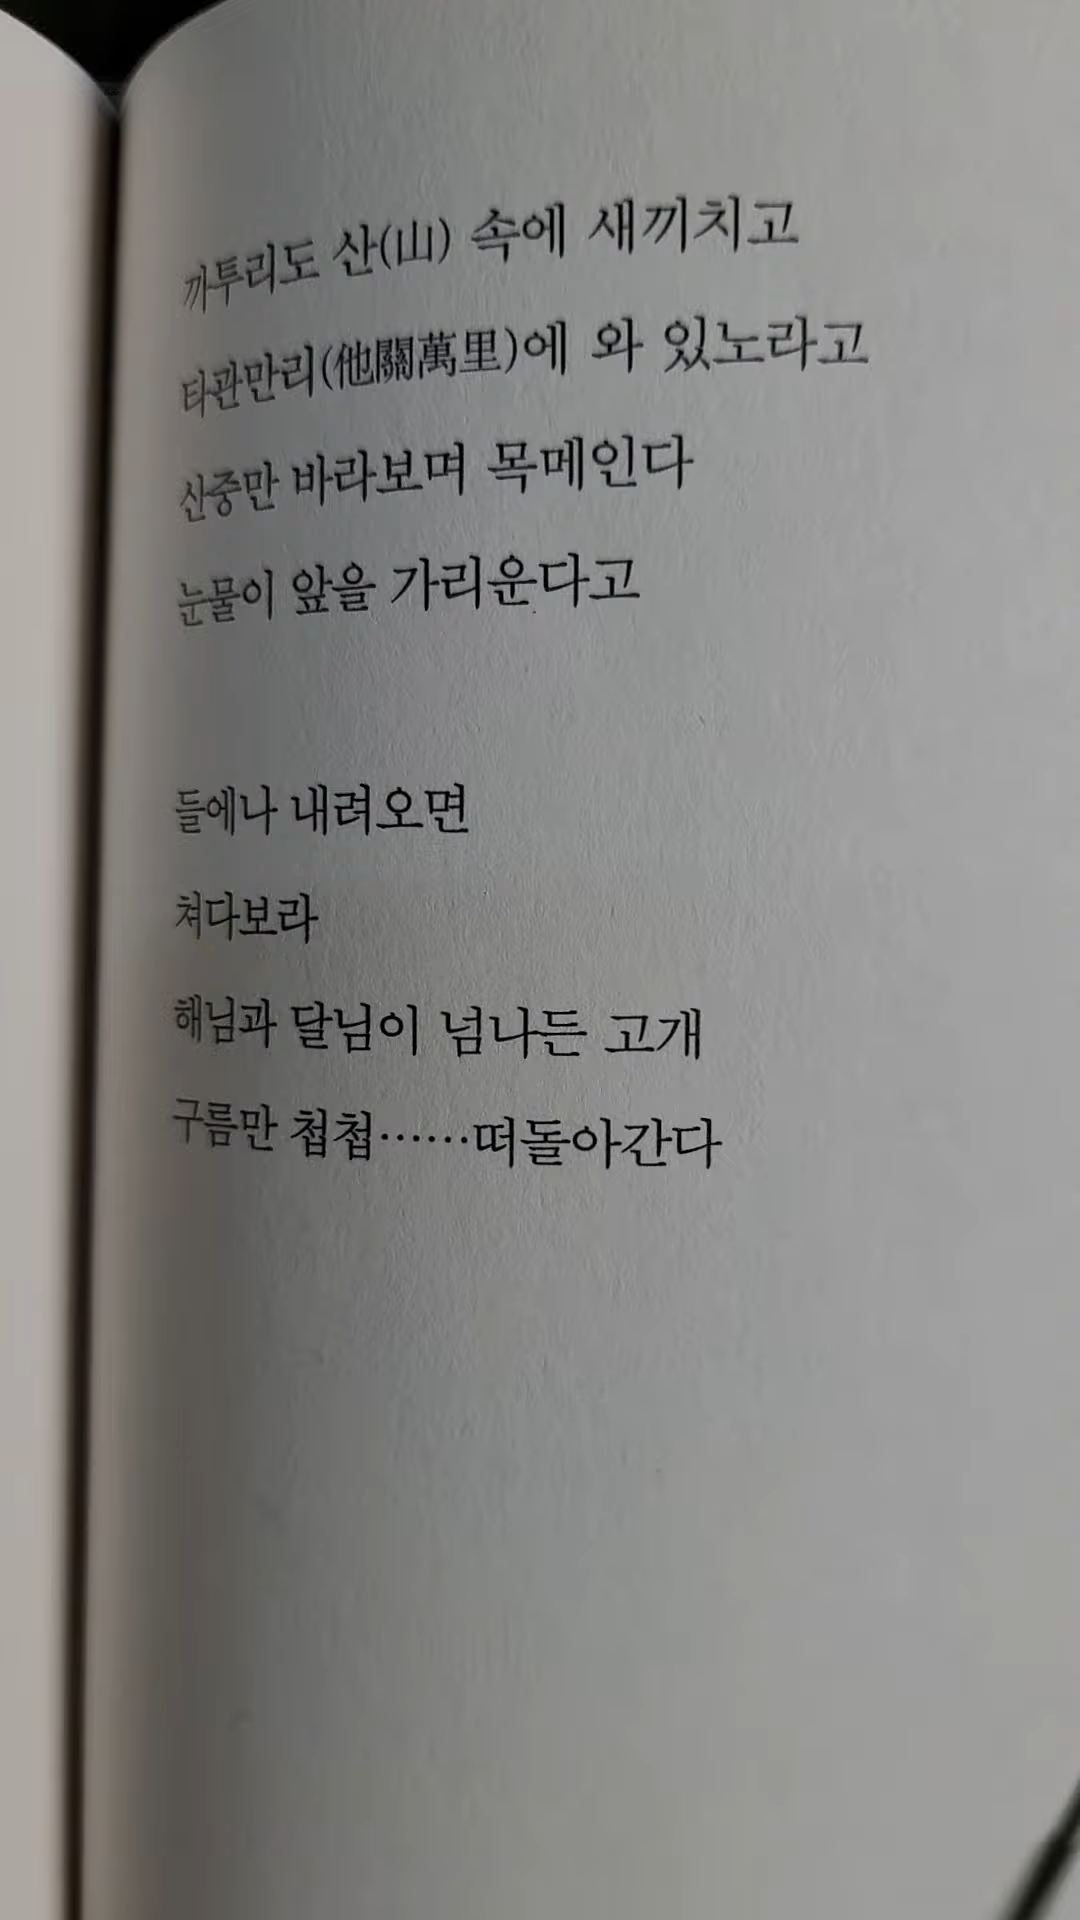 까투리도 산(山) 속에 새끼치고
타관만리(他關萬里)에 와 있노라고
산중만 바라보며 목메인다
눈물이 앞을 가리운다고
들에나 내려오면
쳐다보라
해님과 달님이 넘나든 고개
구름만 첩첩……떠돌아간다